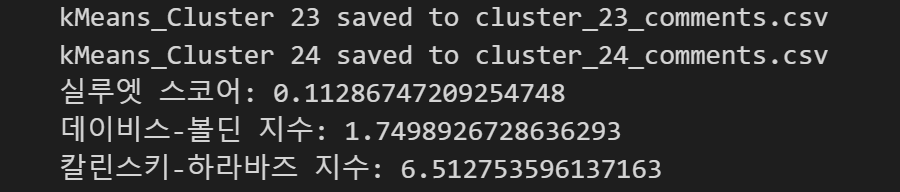 kMeans_Cluster 23 saved to cluster_23_comments.csv
kMeans_Cluster 24 saved to cluster_24_comments.csv
실루엣 스코어: 0.11286747209254748
데이비스-볼딘 지수: 1.7498926728636293
칼린스키-하라바즈 지수: 6.512753596137163